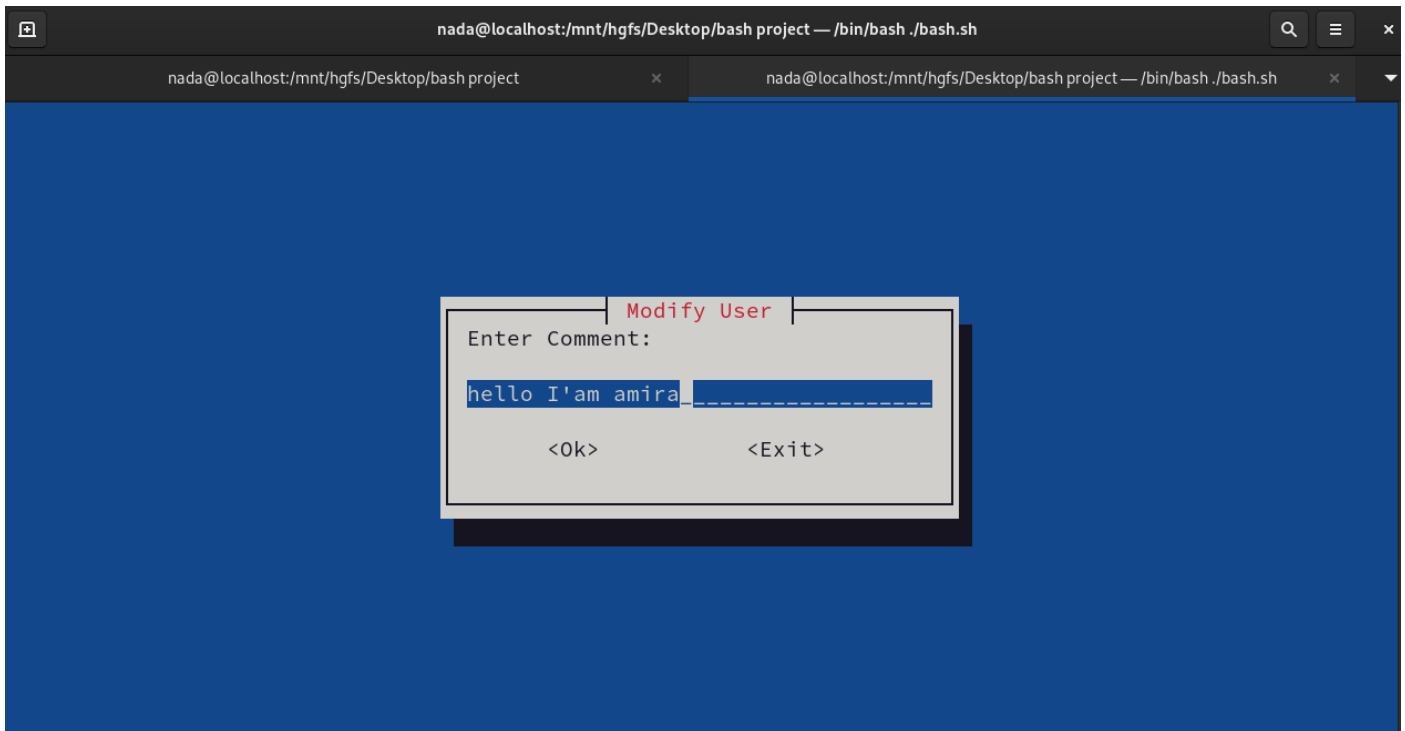 nada@localhost:/mnt/hgfs/Desktop/bash project — /bin/bash ./bash.sh
nada@localhost:/mnt/hgfs/Desktop/bash project
nada@localhost:/mnt/hgfs/Desktop/bash project — /bin/bash ./bash.sh
Modify User
Enter Comment:
hello I'am amira___________________
<Ok> <Exit>